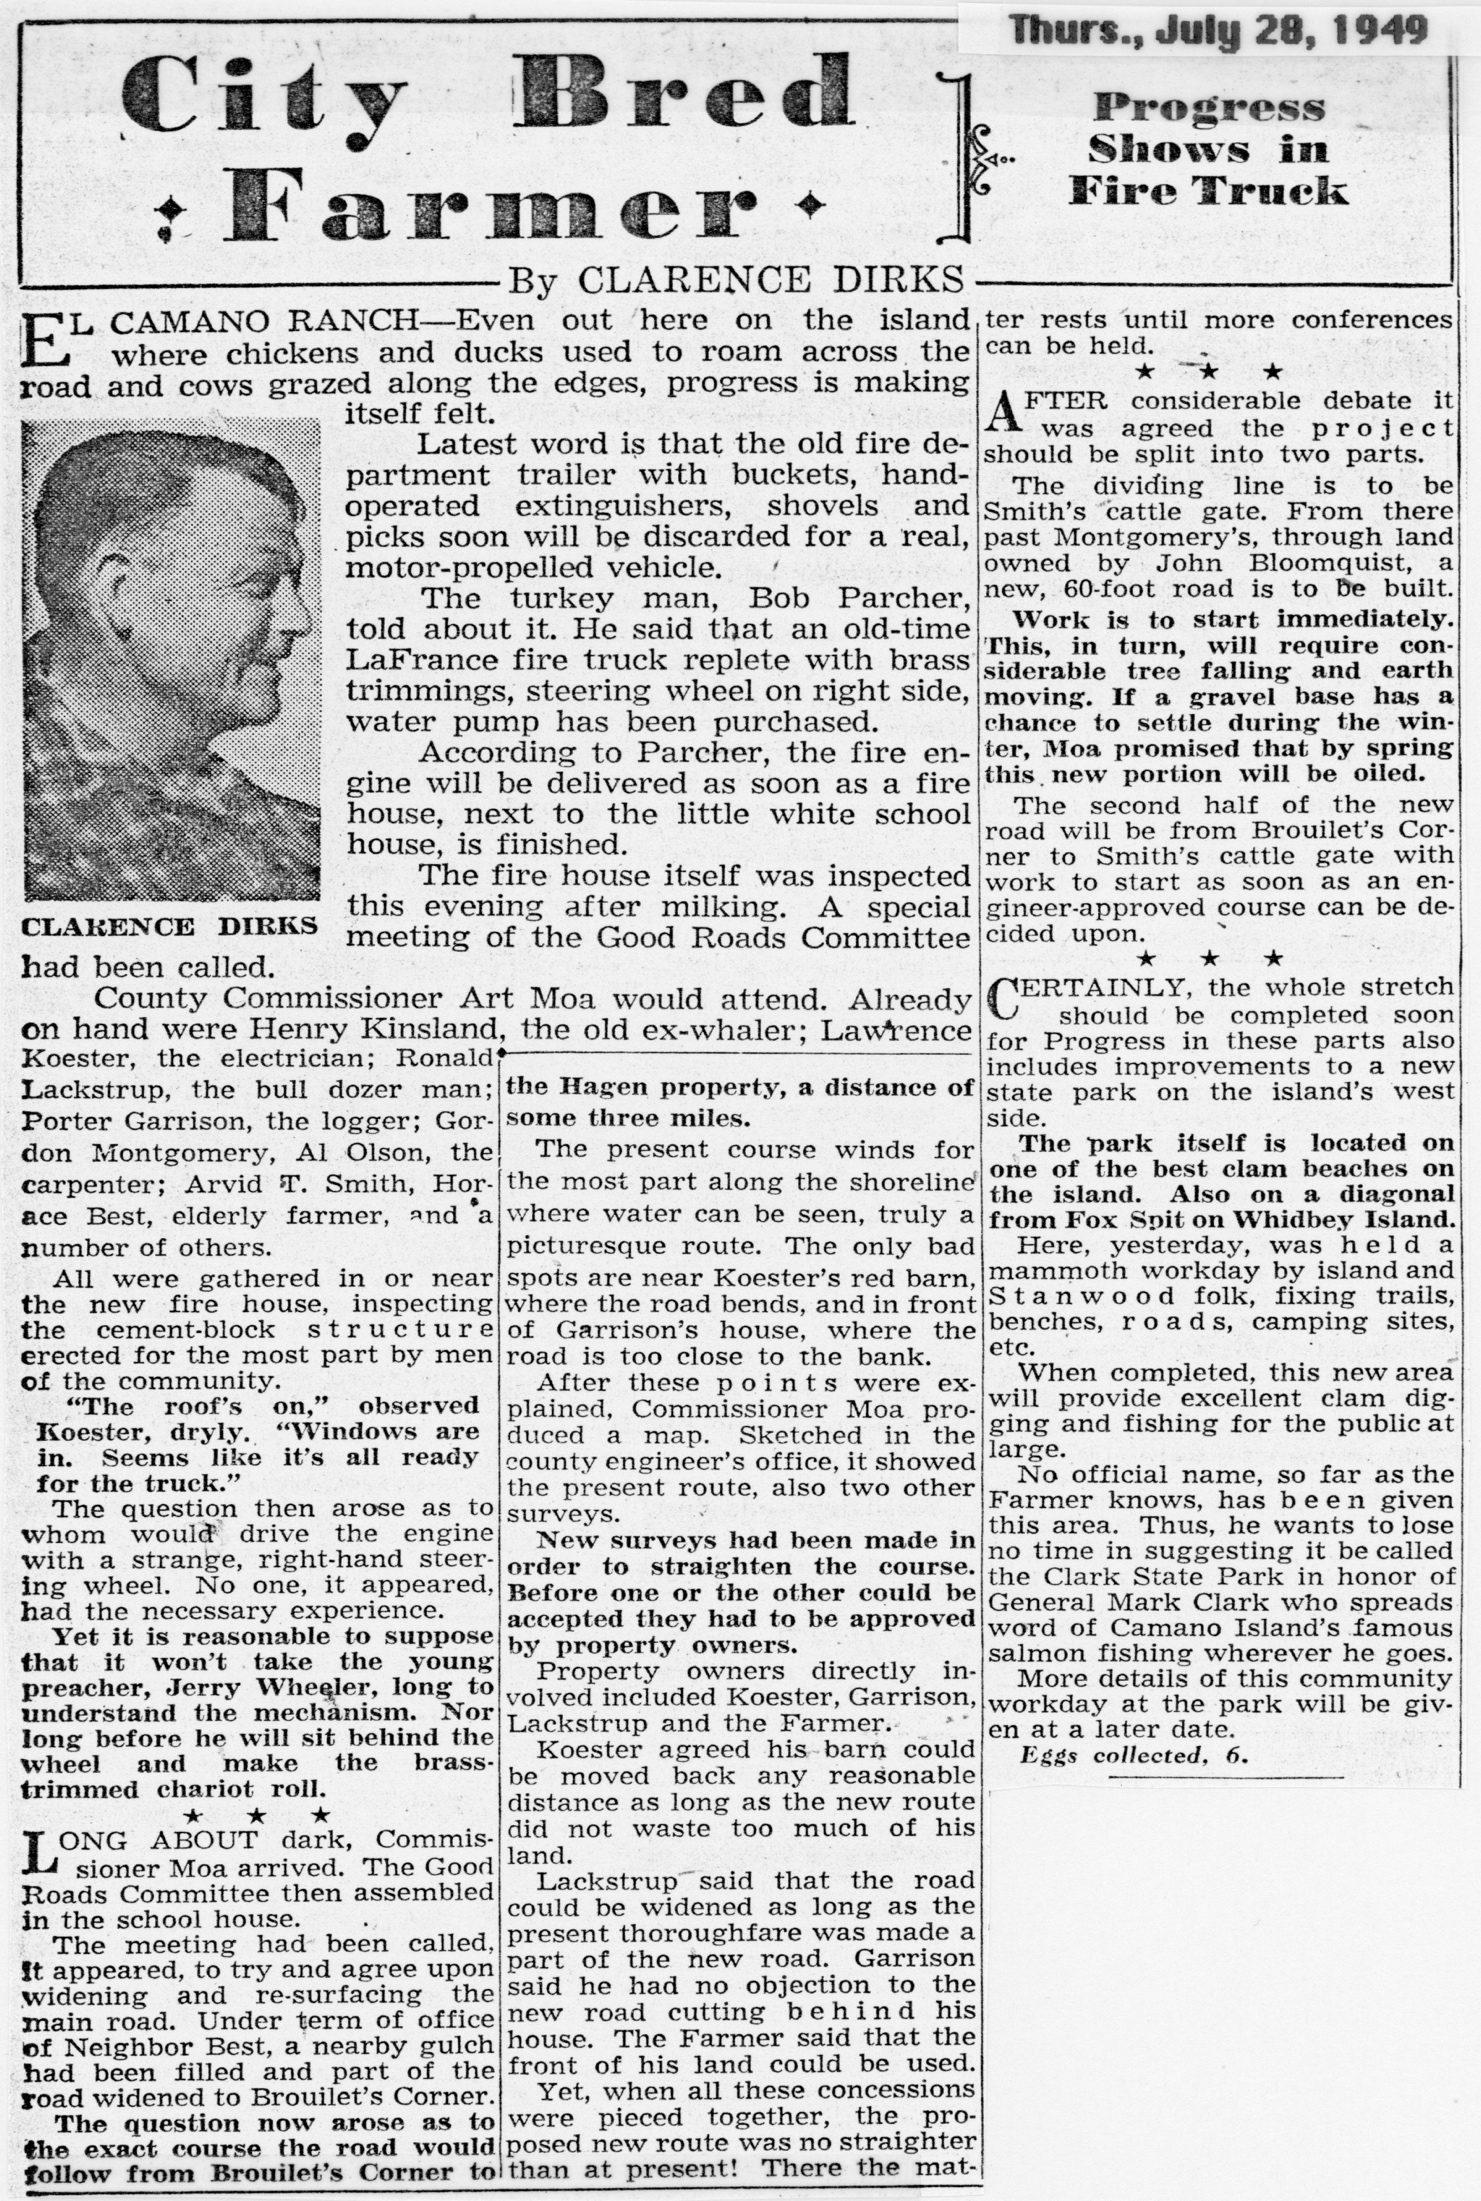 Thurs., July 28, 1949
City Bred
Farmer
Progress
Shows in
Fire Truck
By CLARENCE DIRKS
EL CAMANO RANCH—Even out here on the island
where chickens and ducks used to roam across the
road and cows grazed along the edges, progress is making
itself felt.
Latest word is that the old fire de-
partment trailer with buckets, hand-
operated extinguishers, shovels and
picks soon will be discarded for a real,
motor-propelled vehicle.
The turkey man, Bob Parcher,
told about it. He said that an old-time
LaFrance fire truck replete with brass
trimmings, steering wheel on right side,
water pump has been purchased.
According to Parcher, the fire en-
gine will be delivered as soon as a fire
house, next to the little white school
house, is finished.
The fire house itself was inspected
this evening after milking. A special
meeting of the Good Roads Committee
CLARENCE DIRKS
had been called.
County Commissioner Art Moa would attend. Already
on hand were Henry Kinsland, the old ex-whaler; Lawrence
Koester, the electrician; Ronald
Lackstrup, the bull dozer man;
Porter Garrison, the logger; Gor-
don Montgomery, Al Olson, the
carpenter; Arvid T. Smith, Hor-
ace Best, elderly farmer, and a
number of others.
All were gathered in or near
the new fire house, inspecting
the cement-block structure
erected for the most part by men
of the community.
"The roof's on," observed
Koester, dryly. "Windows are
in. Seems like it's all ready
for the truck."
The question then arose as to
whom would drive the engine
with a strange, right-hand steer-
ing wheel. No one, it appeared,
had the necessary experience.
Yet it is reasonable to suppose
that it won't take the young
preacher, Jerry Wheeler, long to
understand the mechanism. Nor
long before he will sit behind the
wheel and make the brass-
trimmed chariot roll.
★ ★ ★
LONG ABOUT dark, Commis-
sioner Moa arrived. The Good
Roads Committee then assembled
in the school house.
The meeting had been called,
it appeared, to try and agree upon
widening and re-surfacing the
main road. Under term of office
of Neighbor Best, a nearby gulch
had been filled and part of the
road widened to Brouilet's Corner.
The question now arose as to
the exact course the road would
follow from Brouilet's Corner to
the Hagen property, a distance of
some three miles.
The present course winds for
the most part along the shoreline
where water can be seen, truly a
picturesque route. The only bad
spots are near Koester's red barn,
where the road bends, and in front
of Garrison's house, where the
road is too close to the bank.
After these points were ex-
plained, Commissioner Moa pro-
duced a map. Sketched in the
county engineer's office, it showed
the present route, also two other
surveys.
New surveys had been made in
order to straighten the course.
Before one or the other could be
accepted they had to be approved
by property owners.
Property owners directly in-
volved included Koester, Garrison,
Lackstrup and the Farmer.
Koester agreed his barn could
be moved back any reasonable
distance as long as the new route
did not waste too much of his
land.
Lackstrup said that the road
could be widened as long as the
present thoroughfare was made a
part of the new road. Garrison
said he had no objection to the
new road cutting behind his
house. The Farmer said that the
front of his land could be used.
Yet, when all these concessions
were pieced together, the pro-
posed new route was no straighter
than at present! There the mat-
ter rests until more conferences
can be held.
★ ★ ★
AFTER considerable debate it
was agreed the project
should be split into two parts.
The dividing line is to be
Smith's cattle gate. From there
past Montgomery's, through land
owned by John Bloomquist, a
new, 60-foot road is to be built.
Work is to start immediately.
This, in turn, will require con-
siderable tree falling and earth
moving. If a gravel base has a
chance to settle during the win-
ter, Moa promised that by spring
this new portion will be oiled.
The second half of the new
road will be from Brouilet's Cor-
ner to Smith's cattle gate with
work to start as soon as an en-
gineer-approved course can be de-
cided upon.
★ ★ ★
CERTAINLY, the whole stretch
should be completed soon
for Progress in these parts also
includes improvements to a new
state park on the island's west
side.
The park itself is located on
one of the best clam beaches on
the island. Also on a diagonal
from Fox Spit on Whidbey Island.
Here, yesterday, was held a
mammoth workday by island and
Stanwood folk, fixing trails,
benches, roads, camping sites,
etc.
When completed, this new area
will provide excellent clam dig-
ging and fishing for the public at
large.
No official name, so far as the
Farmer knows, has been given
this area. Thus, he wants to lose
no time in suggesting it be called
the Clark State Park in honor of
General Mark Clark who spreads
word of Camano Island's famous
salmon fishing wherever he goes.
More details of this community
workday at the park will be giv-
en at a later date.
Eggs collected, 6.